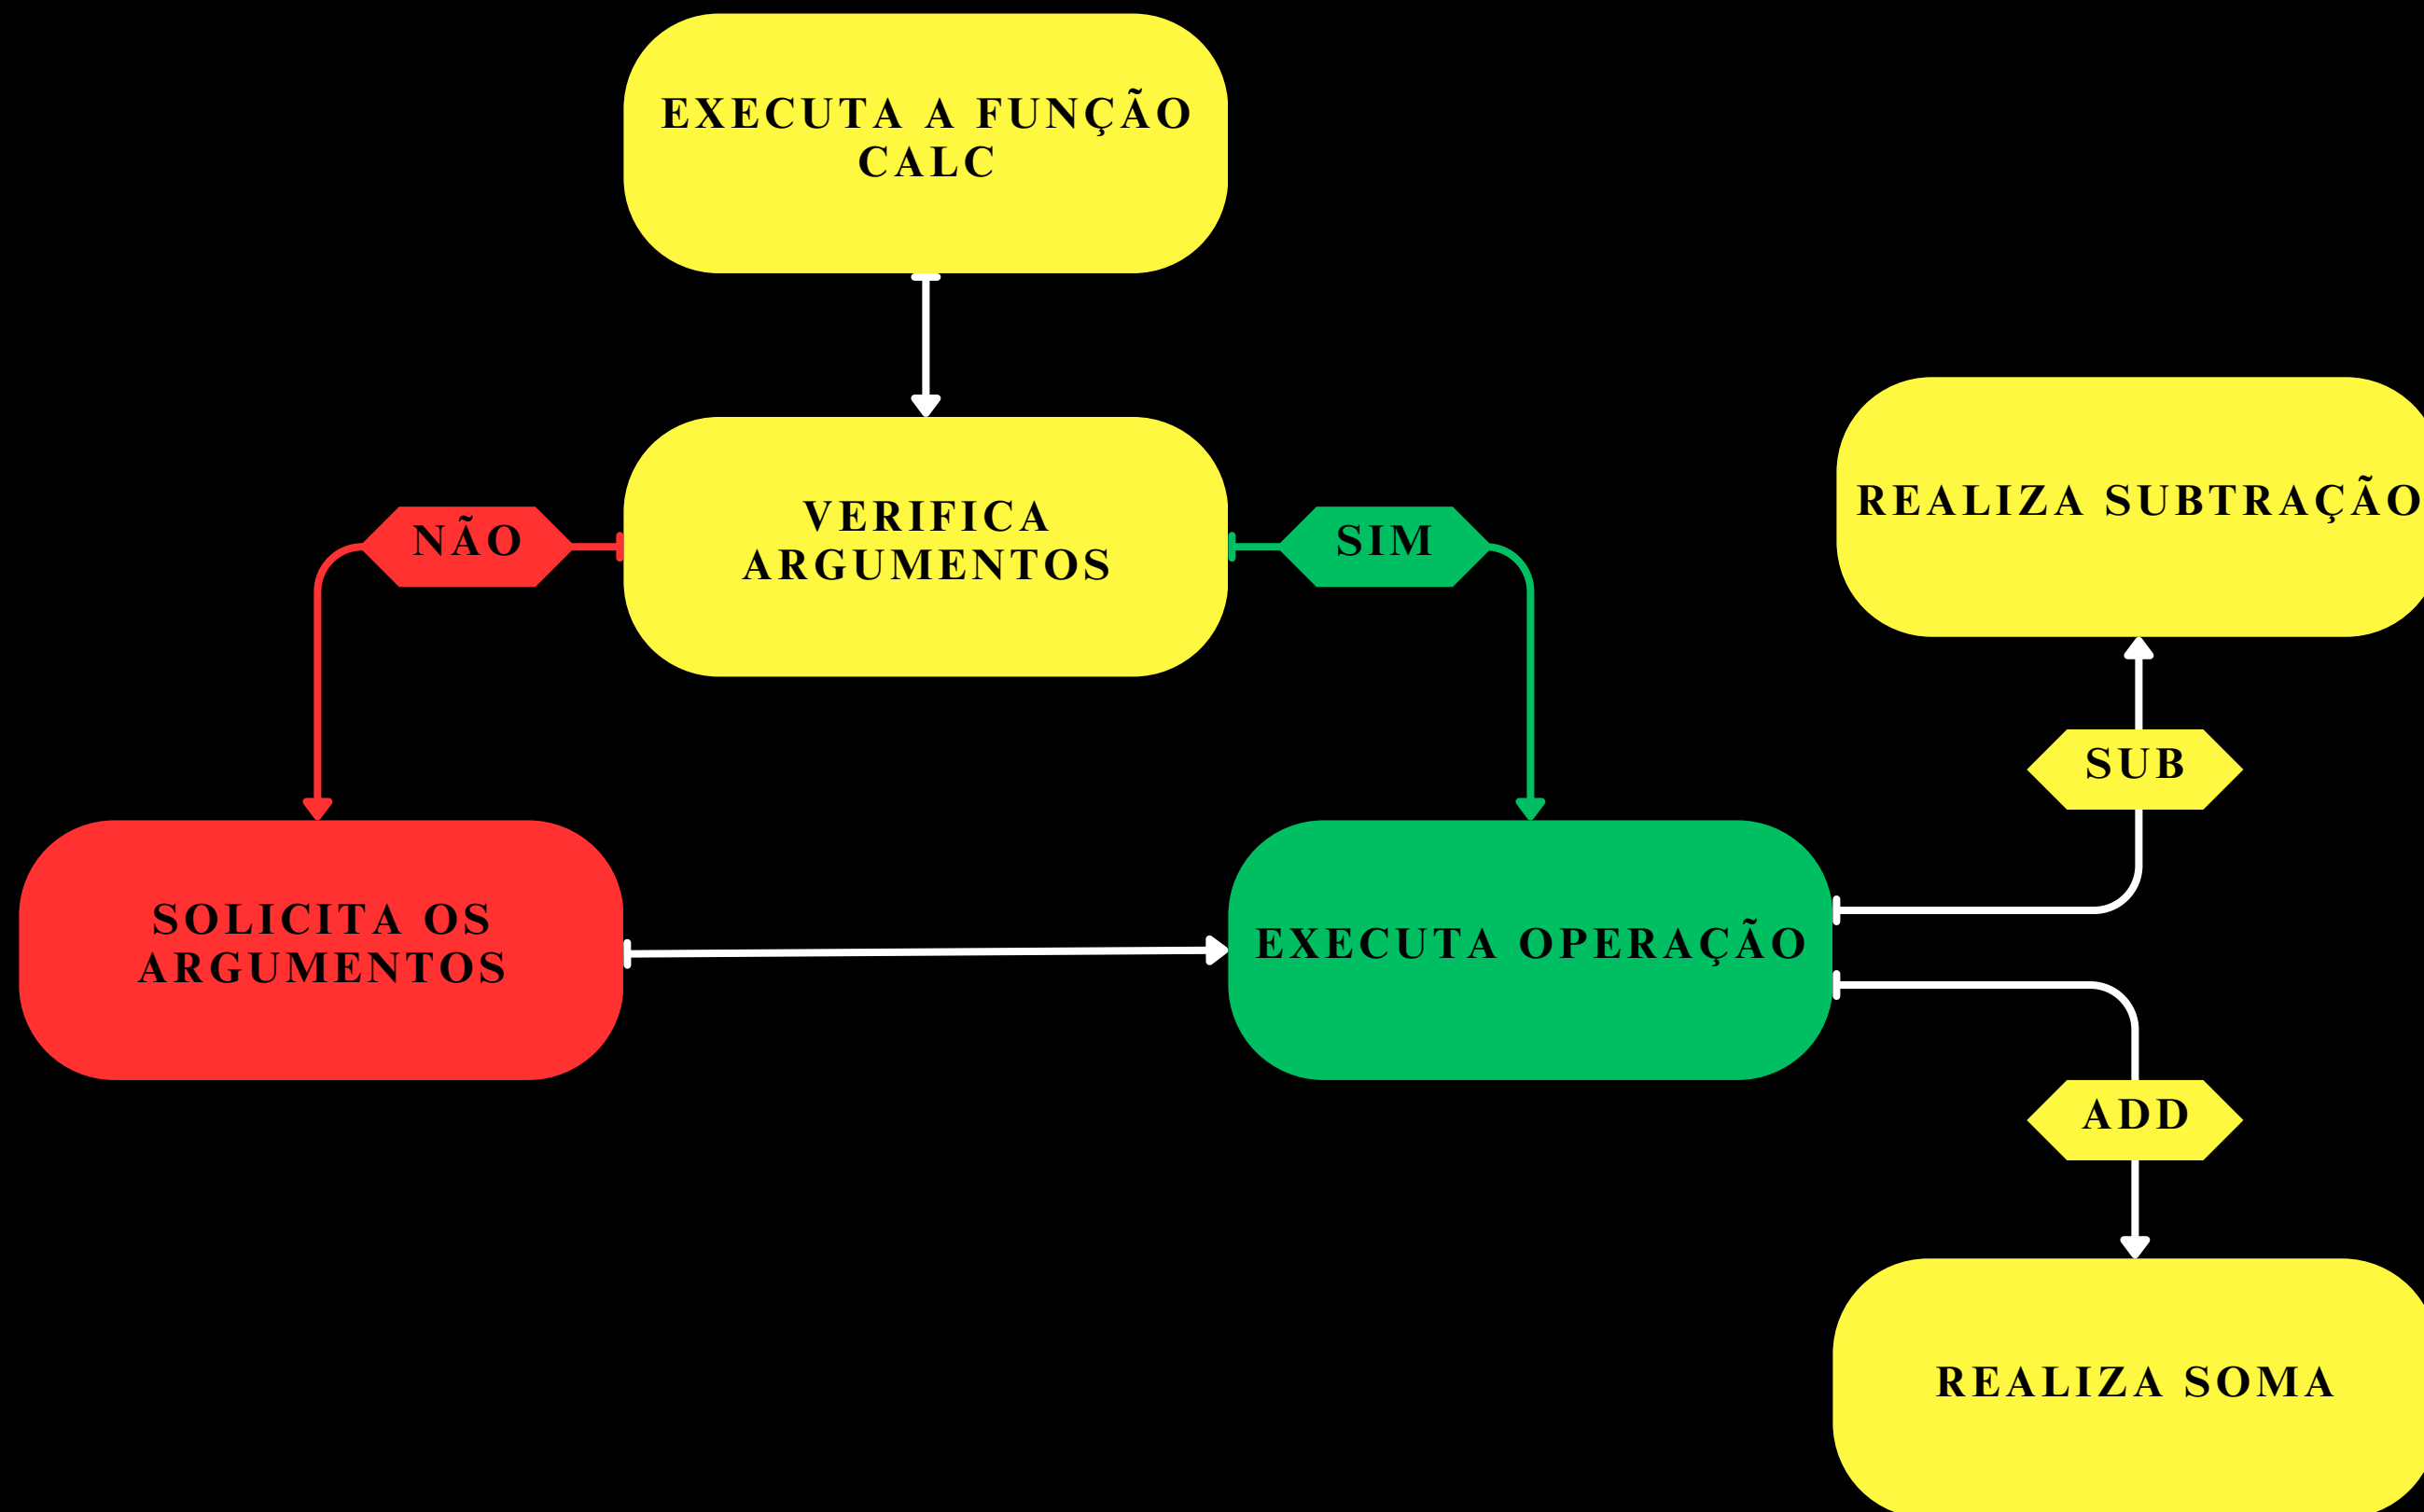 EXECUTA A FUNÇÃO
CALC
VERIFICA
ARGUMENTOS
NÃO
SIM
REALIZA SUBTRAÇÃO
SUB
SOLICITA OS
ARGUMENTOS
EXECUTA OPERAÇÃO
ADD
REALIZA SOMA